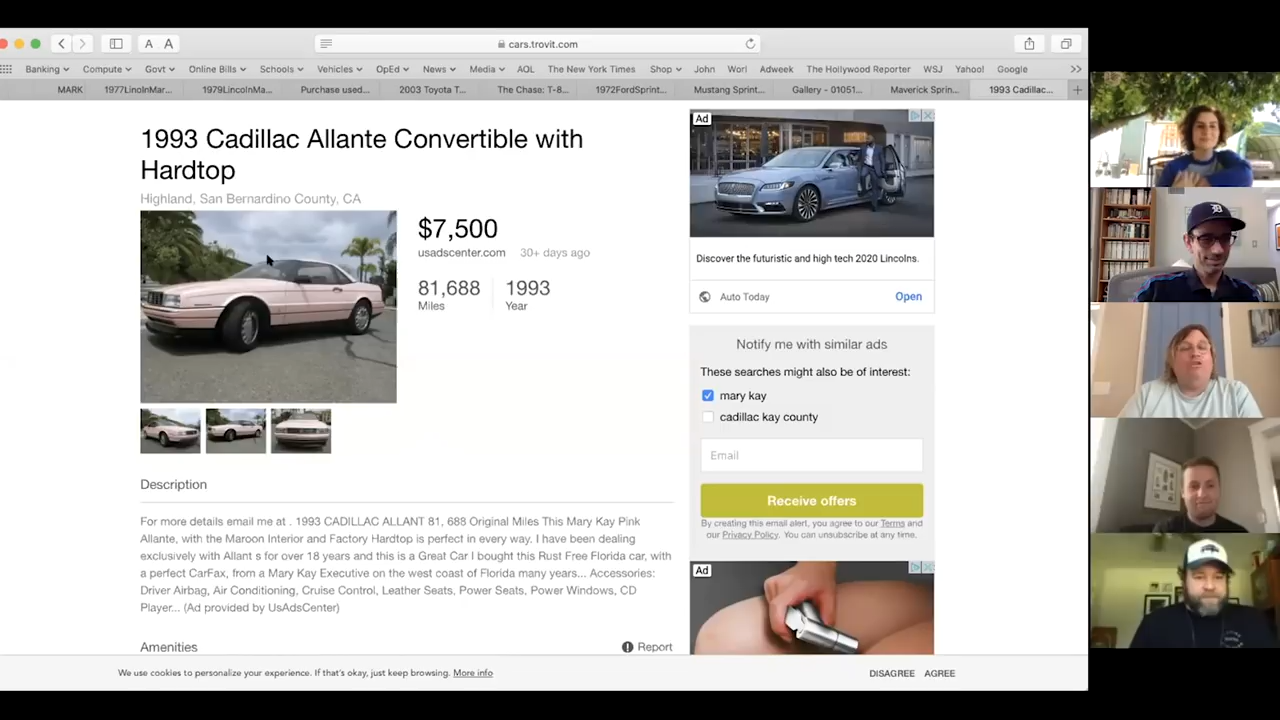 A A
cars.trovit.com
Banking Compute Govt Online Bills Schools Vehicles OpEd News Media AOL The New York Times Shop John Worl Adweek The Hollywood Reporter WSJ Yahoo! Google >>
MARK 1977LincolnMar... 1979LincolnMa... Purchase used... 2003 Toyota T... The Chase: T-8... 1972FordSprint... Mustang Sprint... Gallery - 01051... Maverick Sprin... 1993 Cadillac... +
1993 Cadillac Allante Convertible with
Hardtop
Highland, San Bernardino County, CA
$7,500
usadscenter.com 30+ days ago
81,688 1993
Miles Year
Description
For more details email me at . 1993 CADILLAC ALLANT 81, 688 Original Miles This Mary Kay Pink
Allante, with the Maroon Interior and Factory Hardtop is perfect in every way. I have been dealing
exclusively with Allant s for over 18 years and this is a Great Car I bought this Rust Free Florida car, with
a perfect CarFax, from a Mary Kay Executive on the west coast of Florida many years... Accessories:
Driver Airbag, Air Conditioning, Cruise Control, Leather Seats, Power Seats, Power Windows, CD
Player... (Ad provided by UsAdsCenter)
Amenities
Report
Ad
Discover the futuristic and high tech 2020 Lincolns.
Auto Today Open
Notify me with similar ads
These searches might also be of interest:
mary kay
cadillac kay county
Email
Receive offers
By creating this email alert, you agree to our Terms and
our Privacy Policy. You can unsubscribe at any time.
Ad
We use cookies to personalize your experience. If that's okay, just keep browsing. More info
DISAGREE AGREE
D